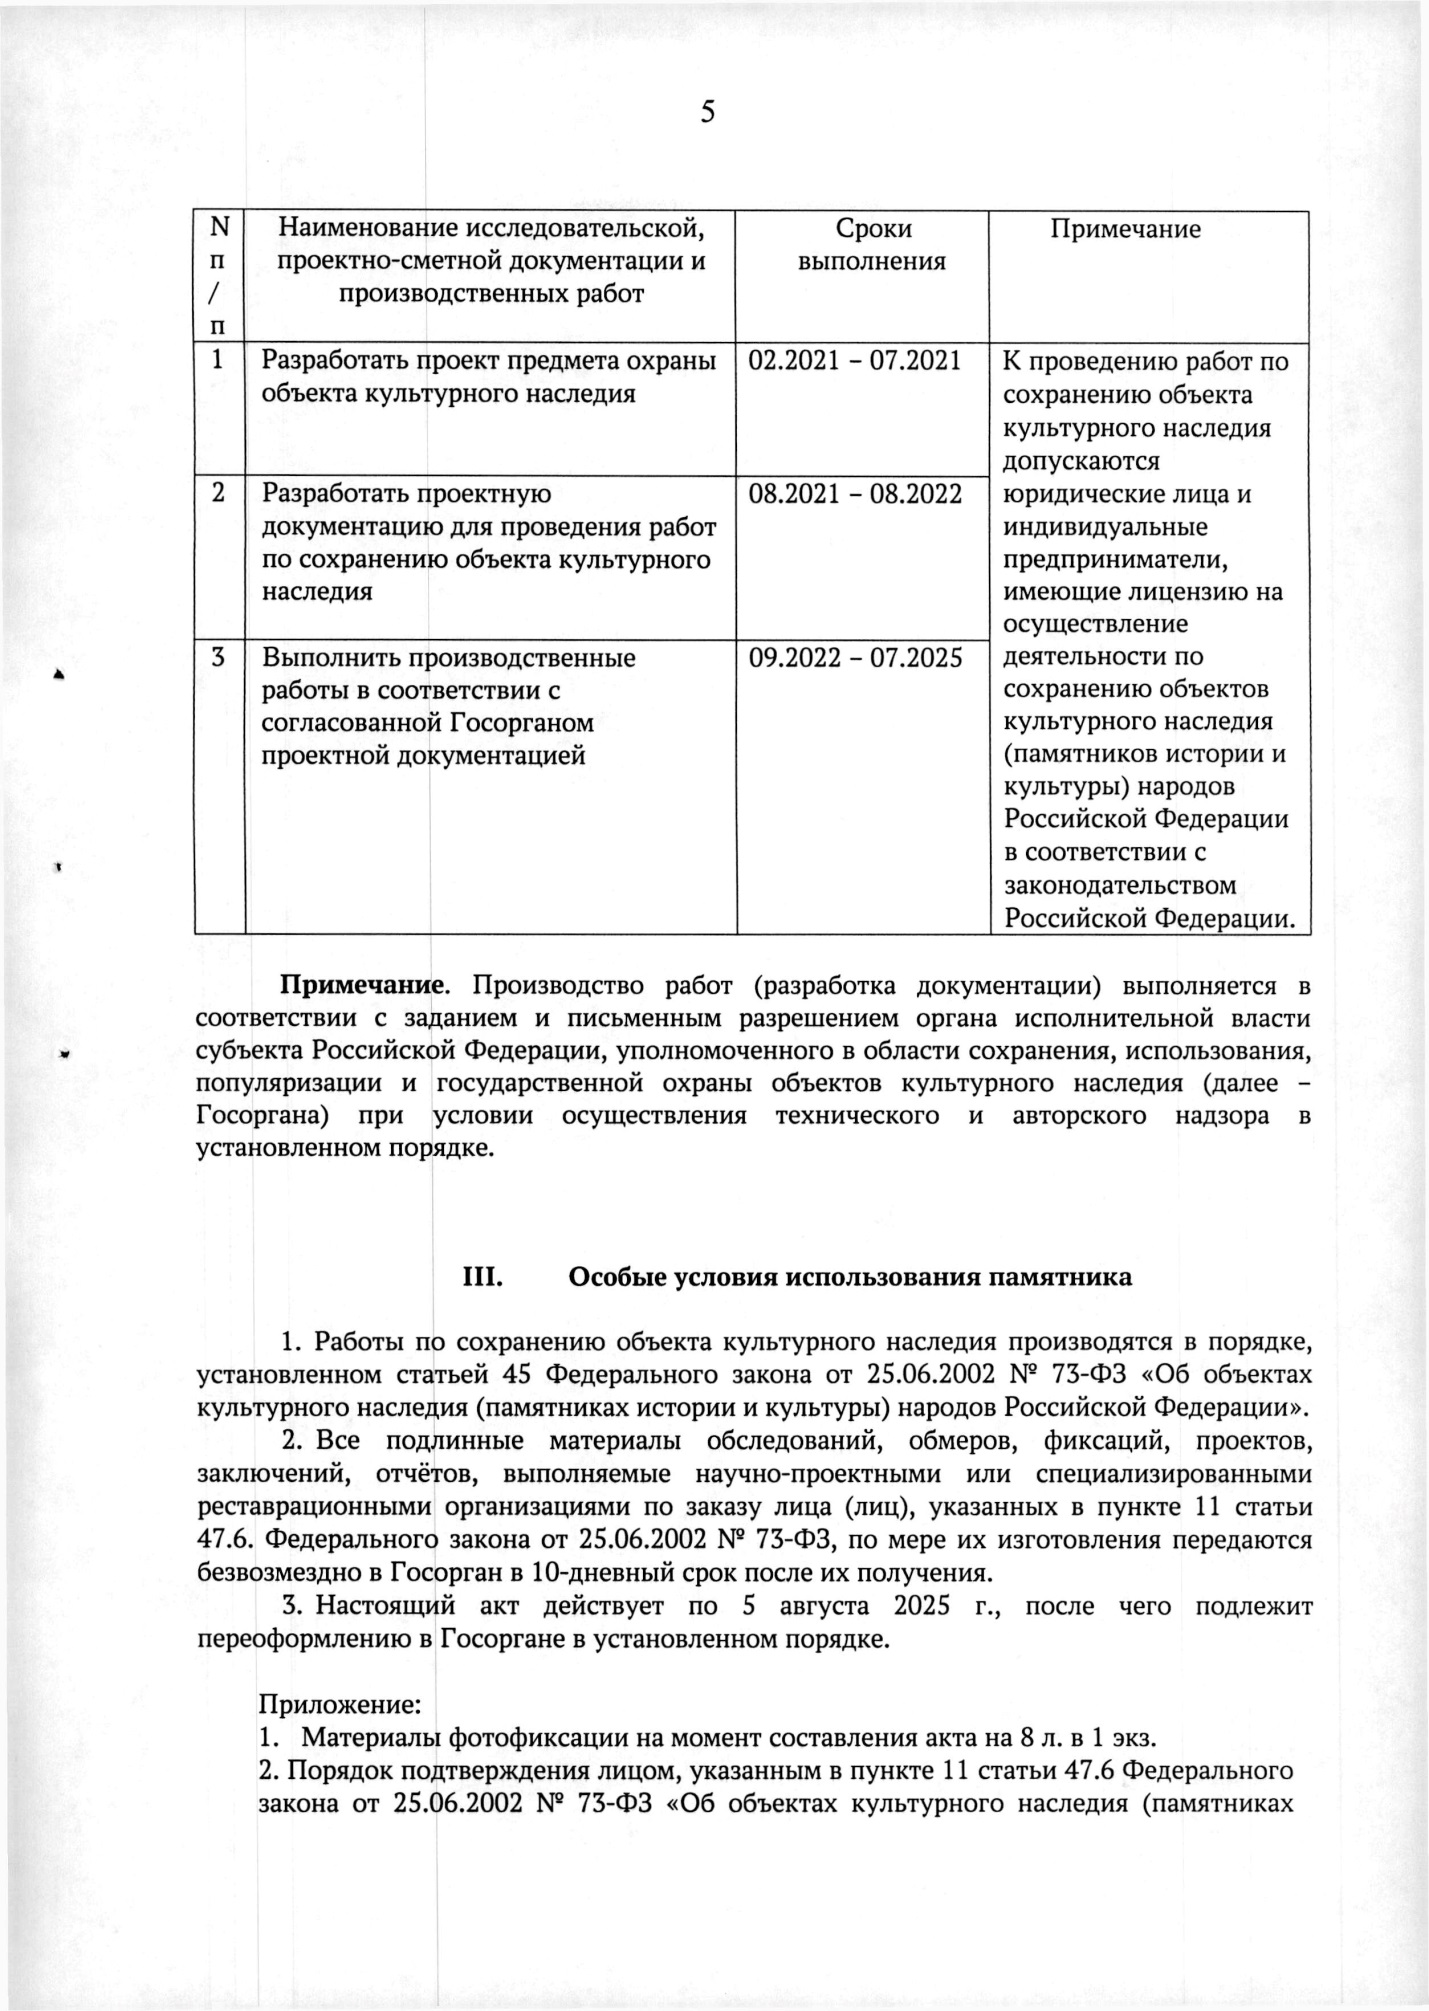 5
N
п
/
п
Наименование исследовательской,
проектно-сметной документации и
производственных работ
Сроки
выполнения
Примечание
1
Разработать проект предмета охраны
объекта культурного наследия
02.2021 – 07.2021
2
Разработать проектную
документацию для проведения работ
по сохранению объекта культурного
наследия
08.2021 – 08.2022
3
Выполнить производственные
работы в соответствии с
согласованной Госорганом
проектной документацией
09.2022 – 07.2025
К проведению работ по
сохранению объекта
культурного наследия
допускаются
юридические лица и
индивидуальные
предприниматели,
имеющие лицензию на
осуществление
деятельности по
сохранению объектов
культурного наследия
(памятников истории и
культуры) народов
Российской Федерации
в соответствии с
законодательством
Российской Федерации.
Примечание. Производство работ (разработка документации) выполняется в
соответствии с заданием и письменным разрешением органа исполнительной власти
субъекта Российской Федерации, уполномоченного в области сохранения, использования,
популяризации и государственной охраны объектов культурного наследия (далее –
Госоргана) при условии осуществления технического и авторского надзора в
установленном порядке.
III. Особые условия использования памятника
1. Работы по сохранению объекта культурного наследия производятся в порядке,
установленном статьей 45 Федерального закона от 25.06.2002 № 73-ФЗ «Об объектах
культурного наследия (памятниках истории и культуры) народов Российской Федерации».
2. Все подлинные материалы обследований, обмеров, фиксаций, проектов,
заключений, отчётов, выполняемые научно-проектными или специализированными
реставрационными организациями по заказу лица (лиц), указанных в пункте 11 статьи
47.6. Федерального закона от 25.06.2002 № 73-ФЗ, по мере их изготовления передаются
безвозмездно в Госорган в 10-дневный срок после их получения.
3. Настоящий акт действует по 5 августа 2025 г., после чего подлежит
переоформлению в Госоргане в установленном порядке.
Приложение:
1. Материалы фотофиксации на момент составления акта на 8 л. в 1 экз.
2. Порядок подтверждения лицом, указанным в пункте 11 статьи 47.6 Федерального
закона от 25.06.2002 № 73-ФЗ «Об объектах культурного наследия (памятниках